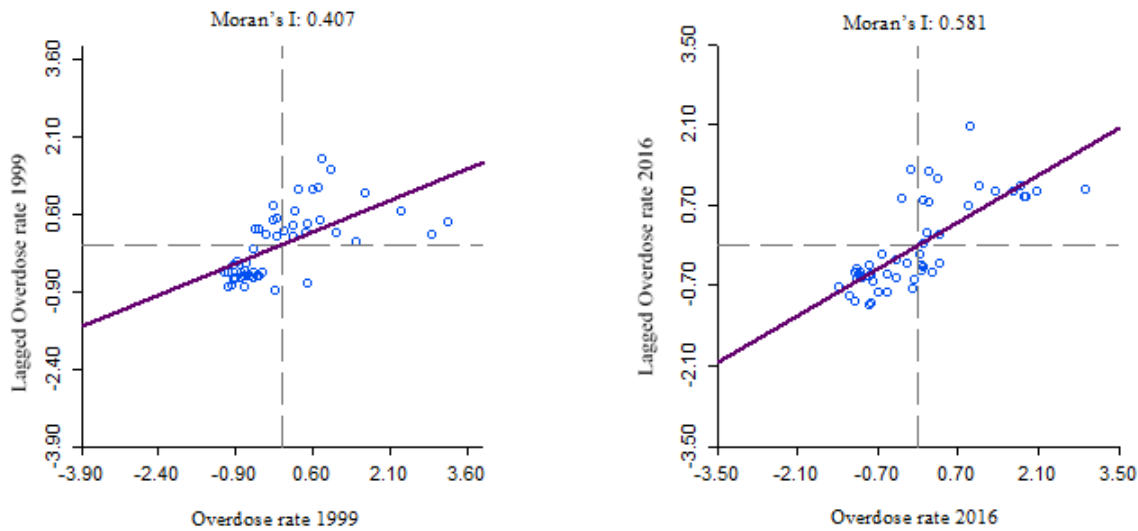 Moran's I: 0.407
Lagged Overdose rate 1999
3.60
2.10
0.60
-0.90
-2.40
-3.90
-3.90 -2.40 -0.90 0.60 2.10 3.60
Overdose rate 1999
Moran's I: 0.581
Lagged Overdose rate 2016
3.50
2.10
0.70
-0.70
-2.10
-3.50
-3.50 -2.10 -0.70 0.70 2.10 3.50
Overdose rate 2016